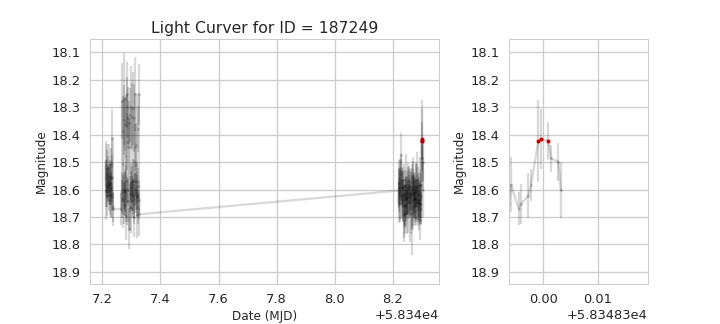 Light Curver for ID = 187249
Magnitude
18.1
18.2
18.3
18.4
18.5
18.6
18.7
18.8
18.9
7.2 7.4 7.6 7.8 8.0 8.2
Date (MJD)
+5.834e4
Magnitude
18.1
18.2
18.3
18.4
18.5
18.6
18.7
18.8
18.9
0.00 0.01
+5.83483e4